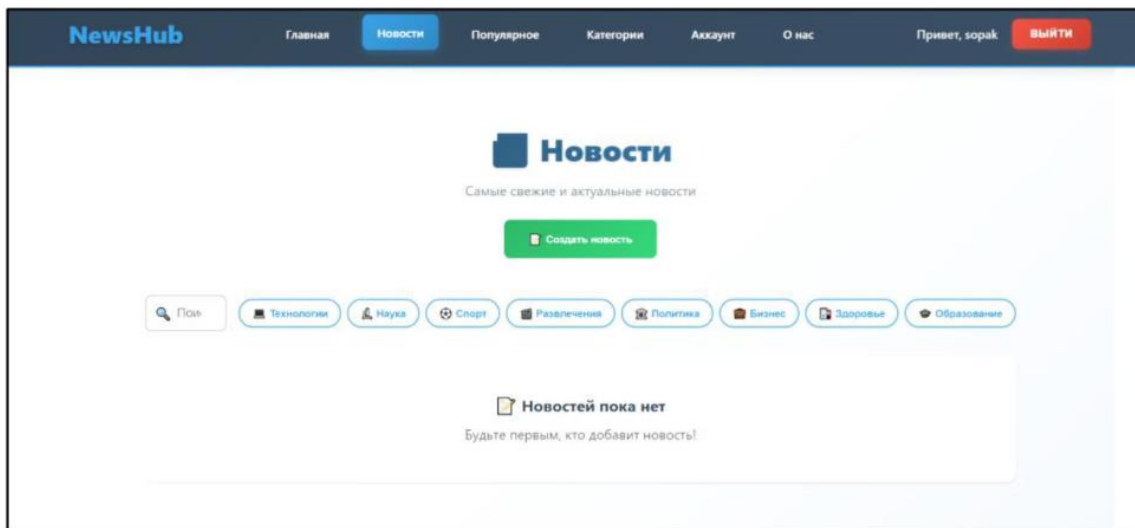 NewsHub Главная Новости Популярное Категории Аккаунт О нас Привет, sopak ВЫЙТИ
Новости
Самые свежие и актуальные новости
Создать новость
Пои Технологии Наука Спорт Развлечения Политика Бизнес Здоровье Образование
Новостей пока нет
Будьте первым, кто добавит новость!